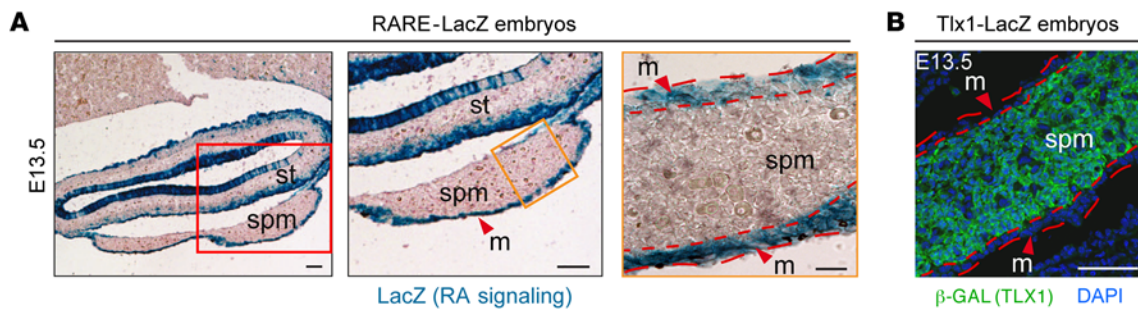 A
RARE-LacZ embryos
B
Tlx1-LacZ embryos
E13.5
st
spm
st
spm
m
m
spm
m
E13.5
m
spm
m
LacZ (RA signaling)
β-GAL (TLX1) DAPI